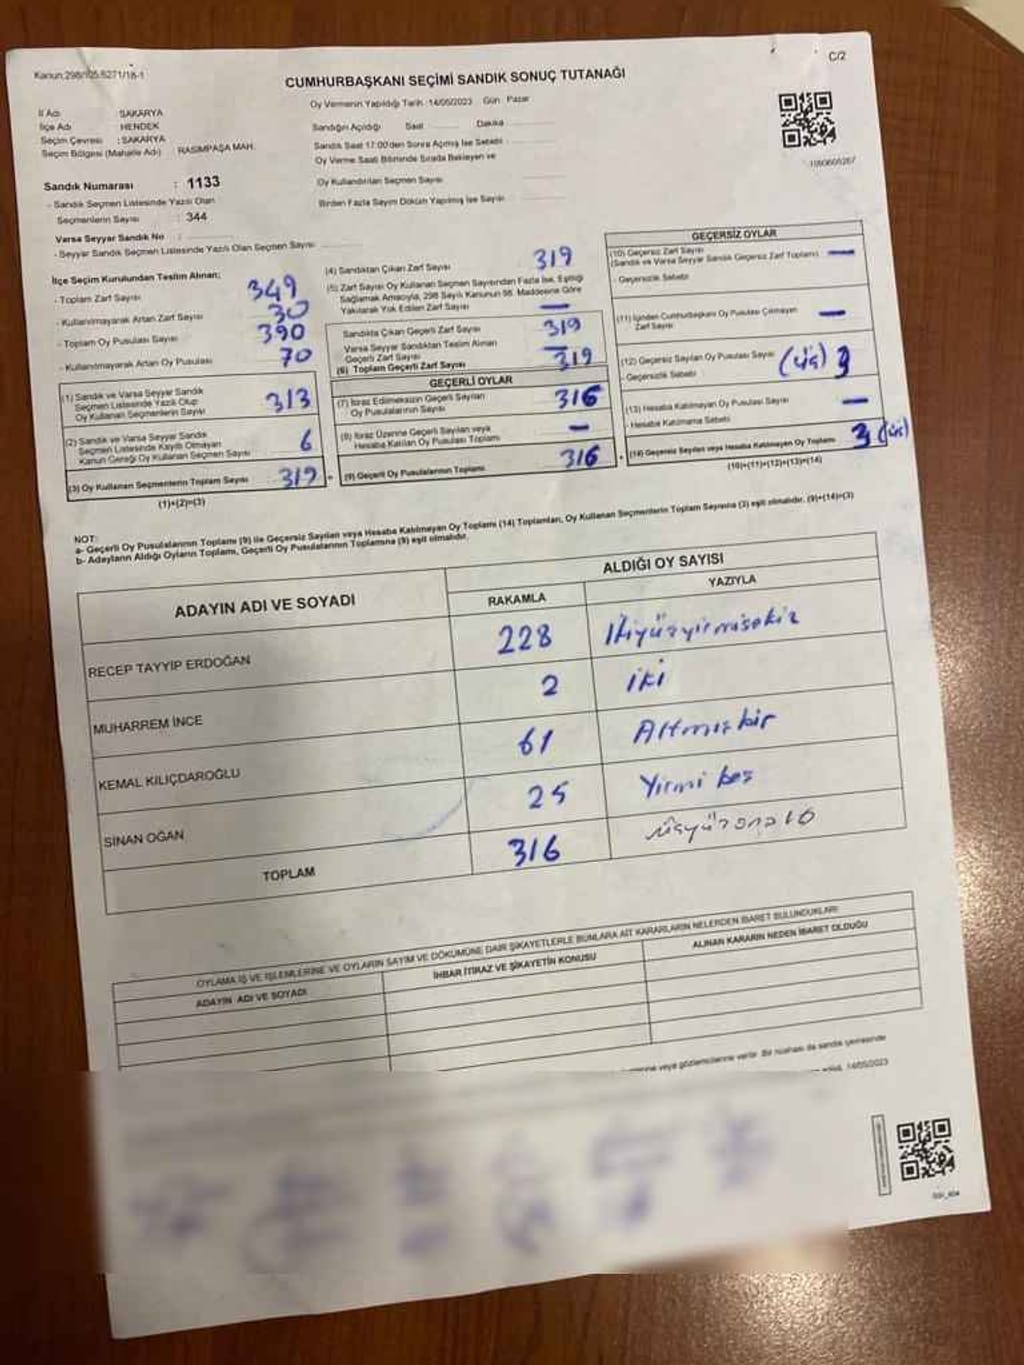 Kanun:298/105,6271/18-1
C/2
CUMHURBAŞKANI SEÇİMİ SANDIK SONUÇ TUTANAĞI
Oy Vermenin Yapıldığı Tarih :14/05/2023 Gün : Pazar
İl Adı : SAKARYA
İlçe Adı : HENDEK
Seçim Çevresi : SAKARYA
Seçim Bölgesi (Mahalle Adı) : RASİMPAŞA MAH.
Sandığın Açıldığı Saat ........ Dakika ........
Sandık Saat 17:00'den Sonra Açılmış İse Sebebi :
Oy Verme Saati Bitiminde Sırada Bekleyen ve
Oy Kullandırılan Seçmen Sayısı
Birden Fazla Sayım Döküm Yapılmış İse Sayısı :
Sandık Numarası : 1133
- Sandık Seçmen Listesinde Yazılı Olan
Seçmenlerin Sayısı : 344
Varsa Seyyar Sandık No :
- Seyyar Sandık Seçmen Listesinde Yazılı Olan Seçmen Sayısı
İlçe Seçim Kurulundan Teslim Alınan;
- Toplam Zarf Sayısı 349
- Kullanılmayarak Artan Zarf Sayısı 30
- Toplam Oy Pusulası Sayısı 390
- Kullanılmayarak Artan Oy Pusulası 70
(1) Sandık ve Varsa Seyyar Sandık
Seçmen Listesinde Yazılı Olup
Oy Kullanan Seçmenlerin Sayısı 313
(2) Sandık ve Varsa Seyyar Sandık
Seçmen Listesinde Kayıtlı Olmayan
Kanun Gereği Oy Kullanan Seçmen Sayısı 6
(3) Oy Kullanan Seçmenlerin Toplam Sayısı 319
(1)+(2)=(3)
(4) Sandıktan Çıkan Zarf Sayısı 319
(5) Zarf Sayısı Oy Kullanan Seçmen Sayısından Fazla İse, Eşitliği
Sağlamak Amacıyla, 298 Sayılı Kanunun 98. Maddesine Göre
Yakılarak Yok Edilen Zarf Sayısı —
Sandıkta Çıkan Geçerli Zarf Sayısı 319
Varsa Seyyar Sandıktan Teslim Alınan
Geçerli Zarf Sayısı —
(6) Toplam Geçerli Zarf Sayısı 319
GEÇERLİ OYLAR
(7) İtiraz Edilmeksizin Geçerli Sayılan
Oy Pusulalarının Sayısı 316
(8) İtiraz Üzerine Geçerli Sayılan veya
Hesaba Katılan Oy Pusulası Toplamı —
(9) Geçerli Oy Pusulalarının Toplamı 316
GEÇERSİZ OYLAR
(10) Geçersiz Zarf Sayısı
(Sandık ve Varsa Seyyar Sandık Geçersiz Zarf Toplamı) —
- Geçersizlik Sebebi
(11) İçinden Cumhurbaşkanı Oy Pusulası Çıkmayan
Zarf Sayısı —
(12) Geçersiz Sayılan Oy Pusulası Sayısı (üç) 3
- Geçersizlik Sebebi
(13) Hesaba Katılmayan Oy Pusulası Sayısı —
- Hesaba Katılmama Sebebi
(14) Geçersiz Sayılan veya Hesaba Katılmayan Oy Toplamı 3 (üç)
(10)+(11)+(12)+(13)=(14)
NOT:
a- Geçerli Oy Pusulalarının Toplamı (9) ile Geçersiz Sayılan veya Hesaba Katılmayan Oy Toplamı (14) Toplamları, Oy Kullanan Seçmenlerin Toplam Sayısına (3) eşit olmalıdır. (9)+(14)=(3)
b- Adayların Aldığı Oyların Toplamı, Geçerli Oy Pusulalarının Toplamına (9) eşit olmalıdır.
ADAYIN ADI VE SOYADI
ALDIĞI OY SAYISI
RAKAMLA YAZIYLA
RECEP TAYYİP ERDOĞAN 228 İkiyüzyirmisekiz
MUHARREM İNCE 2 iki
KEMAL KILIÇDAROĞLU 61 Altmışbir
SİNAN OĞAN 25 Yirmi beş
TOPLAM 316 üçyüzonaltı
OYLAMA İŞ VE İŞLEMLERİNE VE OYLARIN SAYIM VE DÖKÜMÜNE DAİR ŞİKAYETLERLE BUNLARA AİT KARARLARIN NELERDEN İBARET BULUNDUKLARI
ADAYIN ADI VE SOYADI İHBAR İTİRAZ VE ŞİKAYETİN KONUSU ALINAN KARARIN NEDEN İBARET OLDUĞU
veya gözlemcilerine verilir. Bir nüshası da sandık çevresinde
14/05/2023